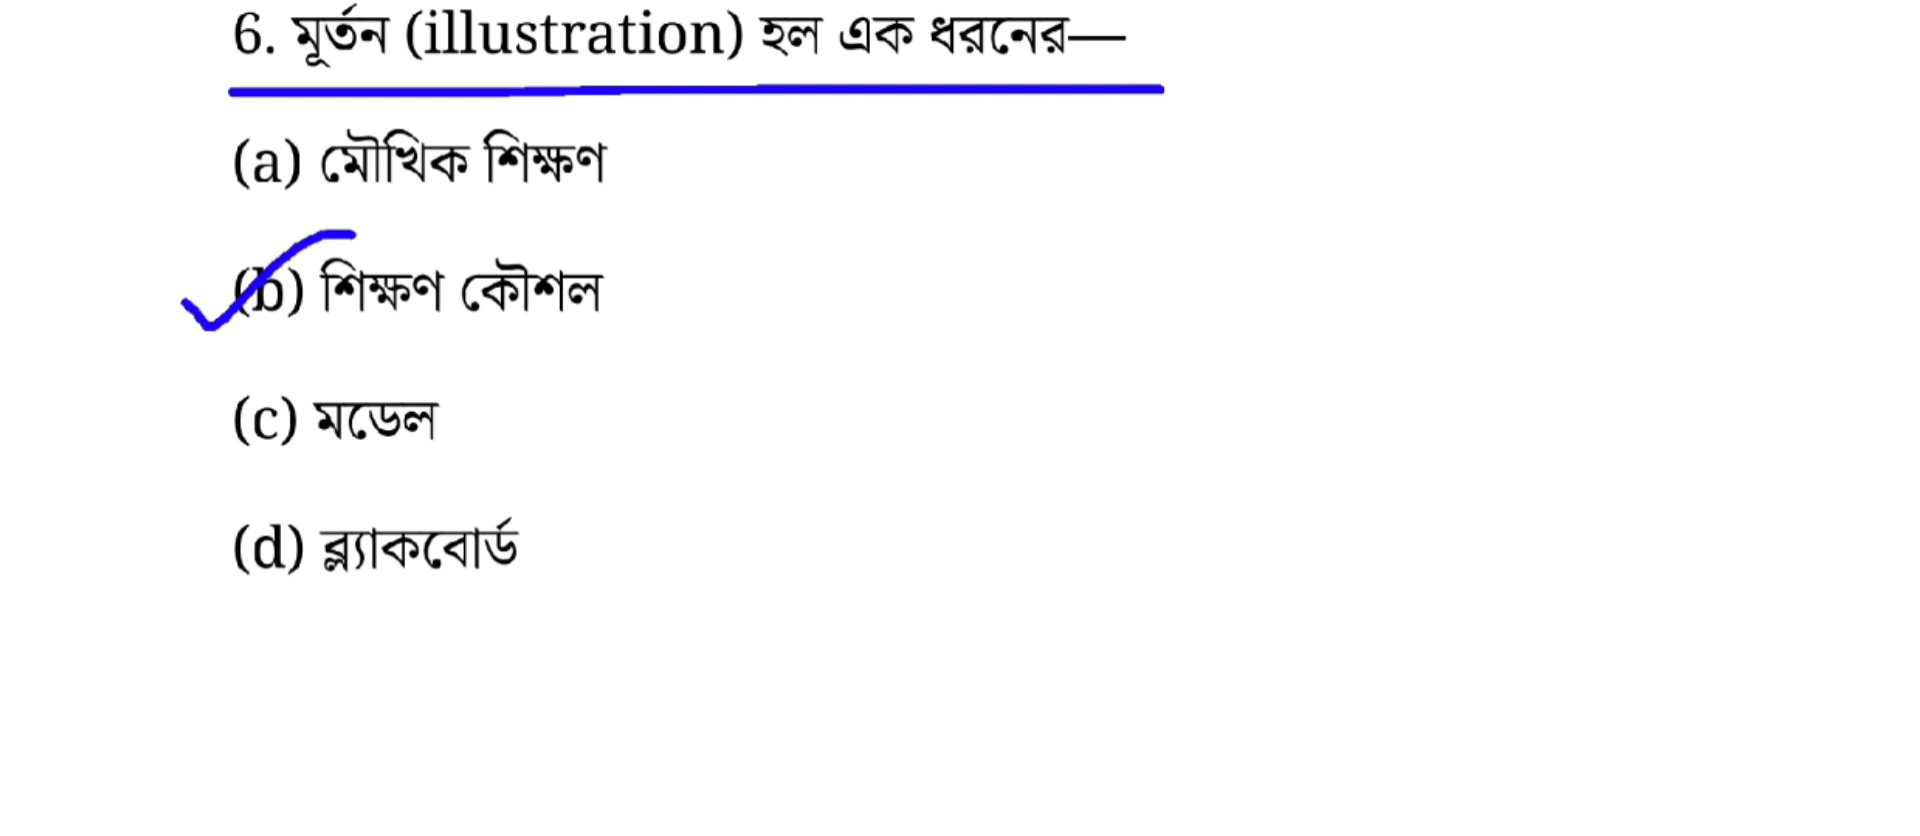 6. মূর্তন (illustration) হল এক ধরনের—
(a) মৌখিক শিক্ষণ
(b) শিক্ষণ কৌশল
(c) মডেল
(d) ব্ল্যাকবোর্ড